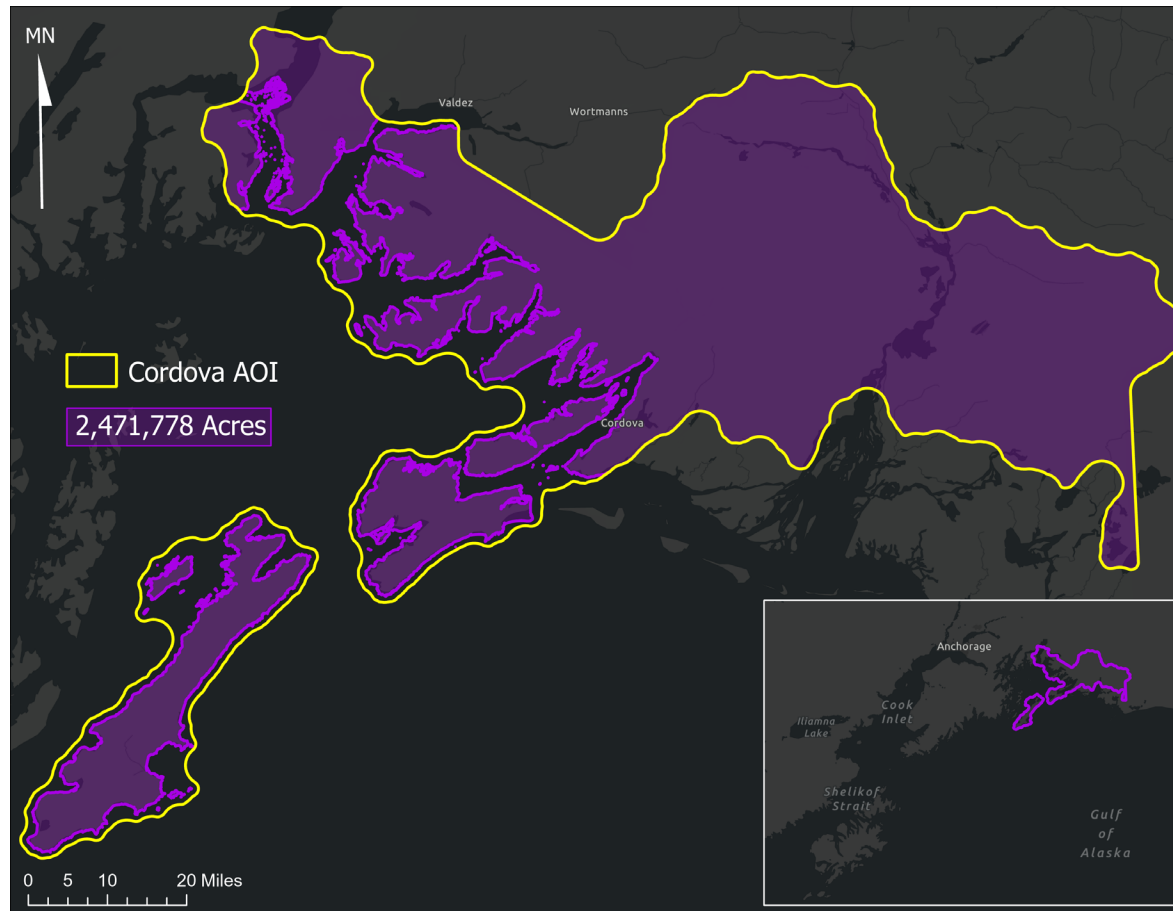 MN
Valdez
Wortmanns
Cordova AOI
2,471,778 Acres
Cordova
Anchorage
Cook
Inlet
Iliamna
Lake
Shelikof
Strait
Gulf
of
Alaska
0 5 10 20 Miles